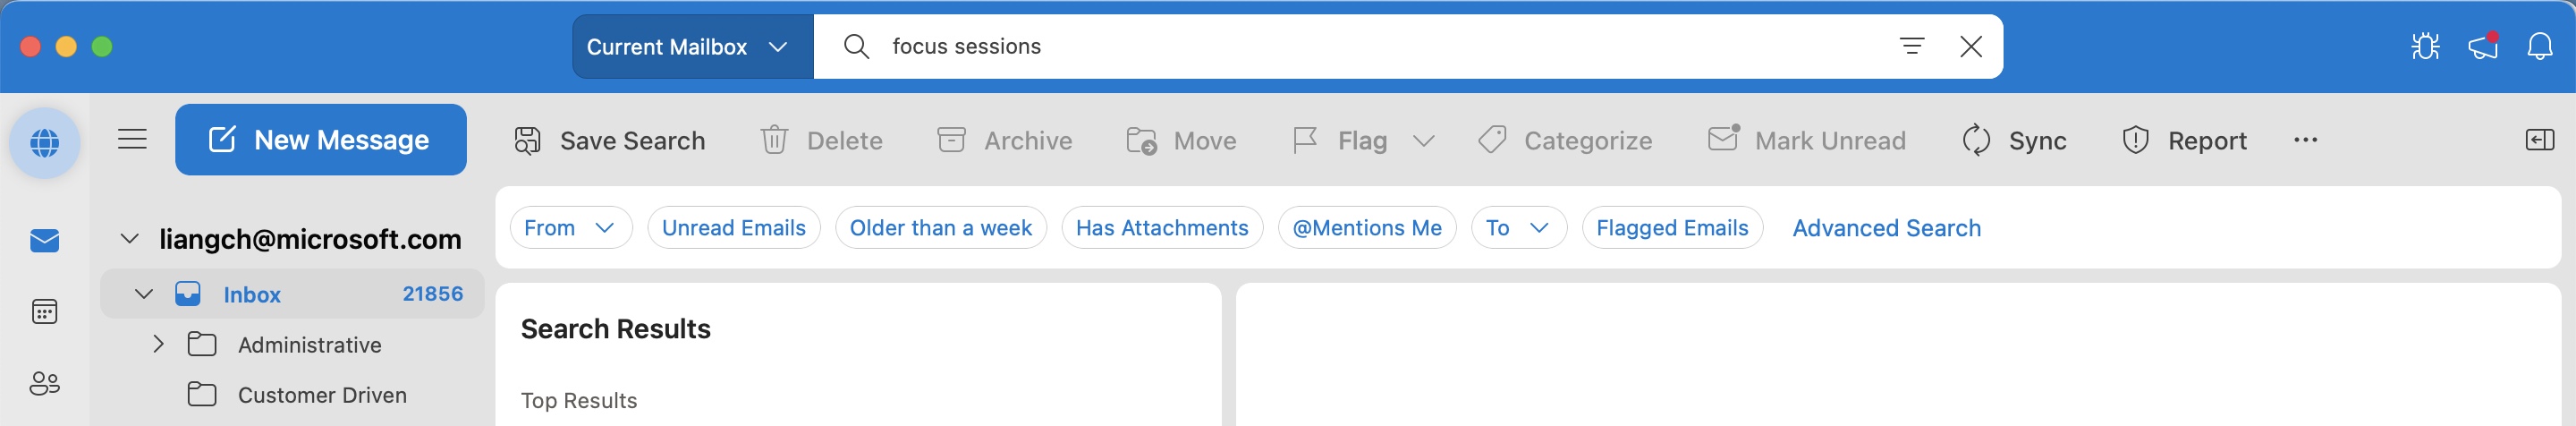 Current Mailbox focus sessions
New Message Save Search Delete Archive Move Flag Categorize Mark Unread Sync Report ...
liangch@microsoft.com
Inbox 21856
Administrative
Customer Driven
From Unread Emails Older than a week Has Attachments @Mentions Me To Flagged Emails Advanced Search
Search Results
Top Results